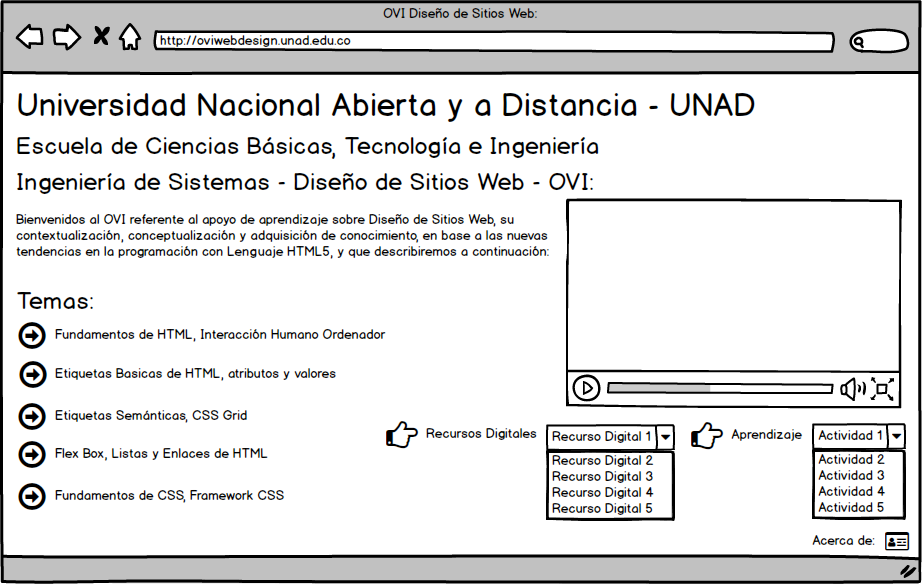 OVI Diseño de Sitios Web:
http://oviwebdesign.unad.edu.co
Universidad Nacional Abierta y a Distancia - UNAD
Escuela de Ciencias Básicas, Tecnología e Ingeniería
Ingeniería de Sistemas - Diseño de Sitios Web - OVI:
Bienvenidos al OVI referente al apoyo de aprendizaje sobre Diseño de Sitios Web, su
contextualización, conceptualización y adquisición de conocimiento, en base a las nuevas
tendencias en la programación con Lenguaje HTML5, y que describiremos a continuación:
Temas:
Fundamentos de HTML, Interacción Humano Ordenador
Etiquetas Basicas de HTML, atributos y valores
Etiquetas Semánticas, CSS Grid
Flex Box, Listas y Enlaces de HTML
Fundamentos de CSS, Framework CSS
Recursos Digitales
Recurso Digital 1
Recurso Digital 2
Recurso Digital 3
Recurso Digital 4
Recurso Digital 5
Aprendizaje
Actividad 1
Actividad 2
Actividad 3
Actividad 4
Actividad 5
Acerca de: